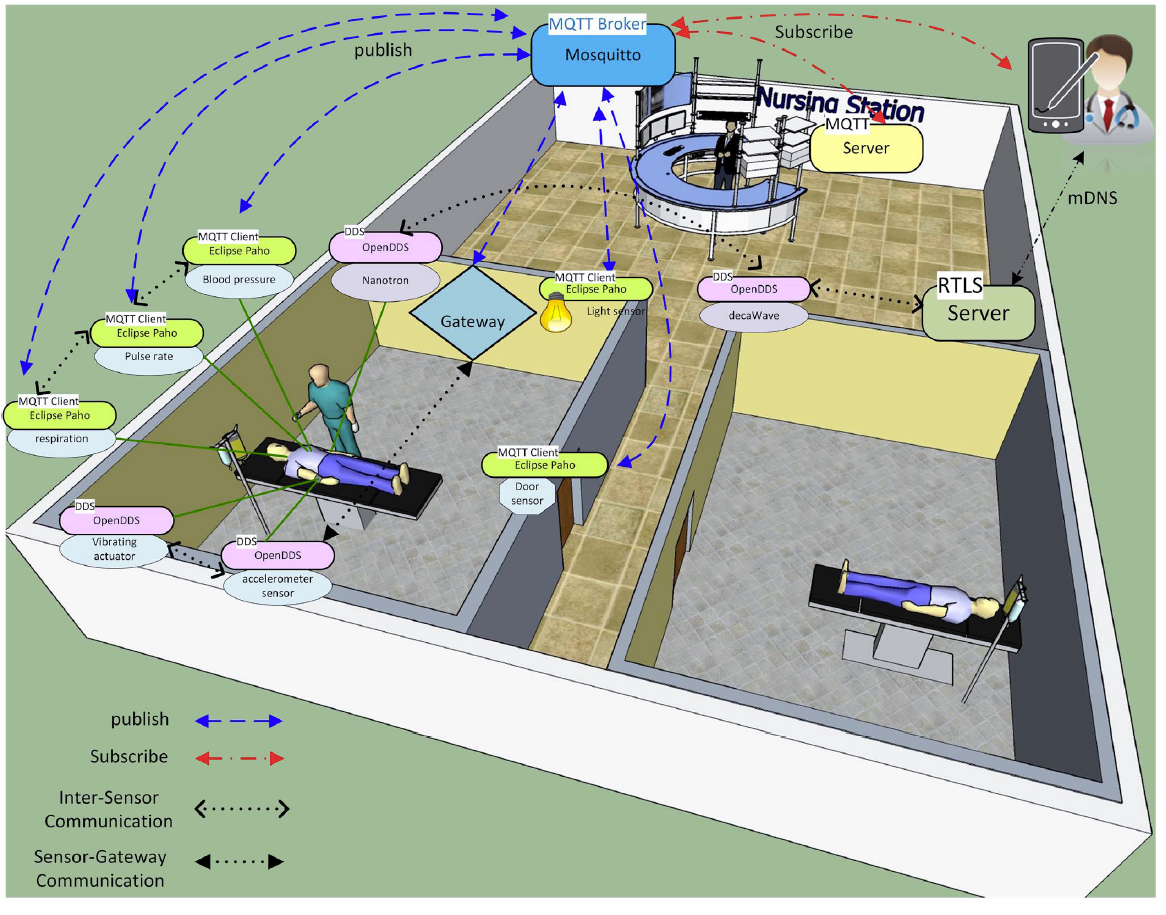 MQTT Broker
Mosquitto
publish
Subscribe
Nursing Station
MQTT
Server
mDNS
MQTT Client
Eclipse Paho
Blood pressure
DDS
OpenDDS
Nanotron
MQTT Client
Eclipse Paho
Light sensor
DDS
OpenDDS
decaWave
RTLS
Server
Gateway
MQTT Client
Eclipse Paho
Pulse rate
MQTT Client
Eclipse Paho
respiration
MQTT Client
Eclipse Paho
Door
sensor
DDS
OpenDDS
Vibrating
actuator
DDS
OpenDDS
accelerometer
sensor
publish
Subscribe
Inter-Sensor
Communication
Sensor-Gateway
Communication